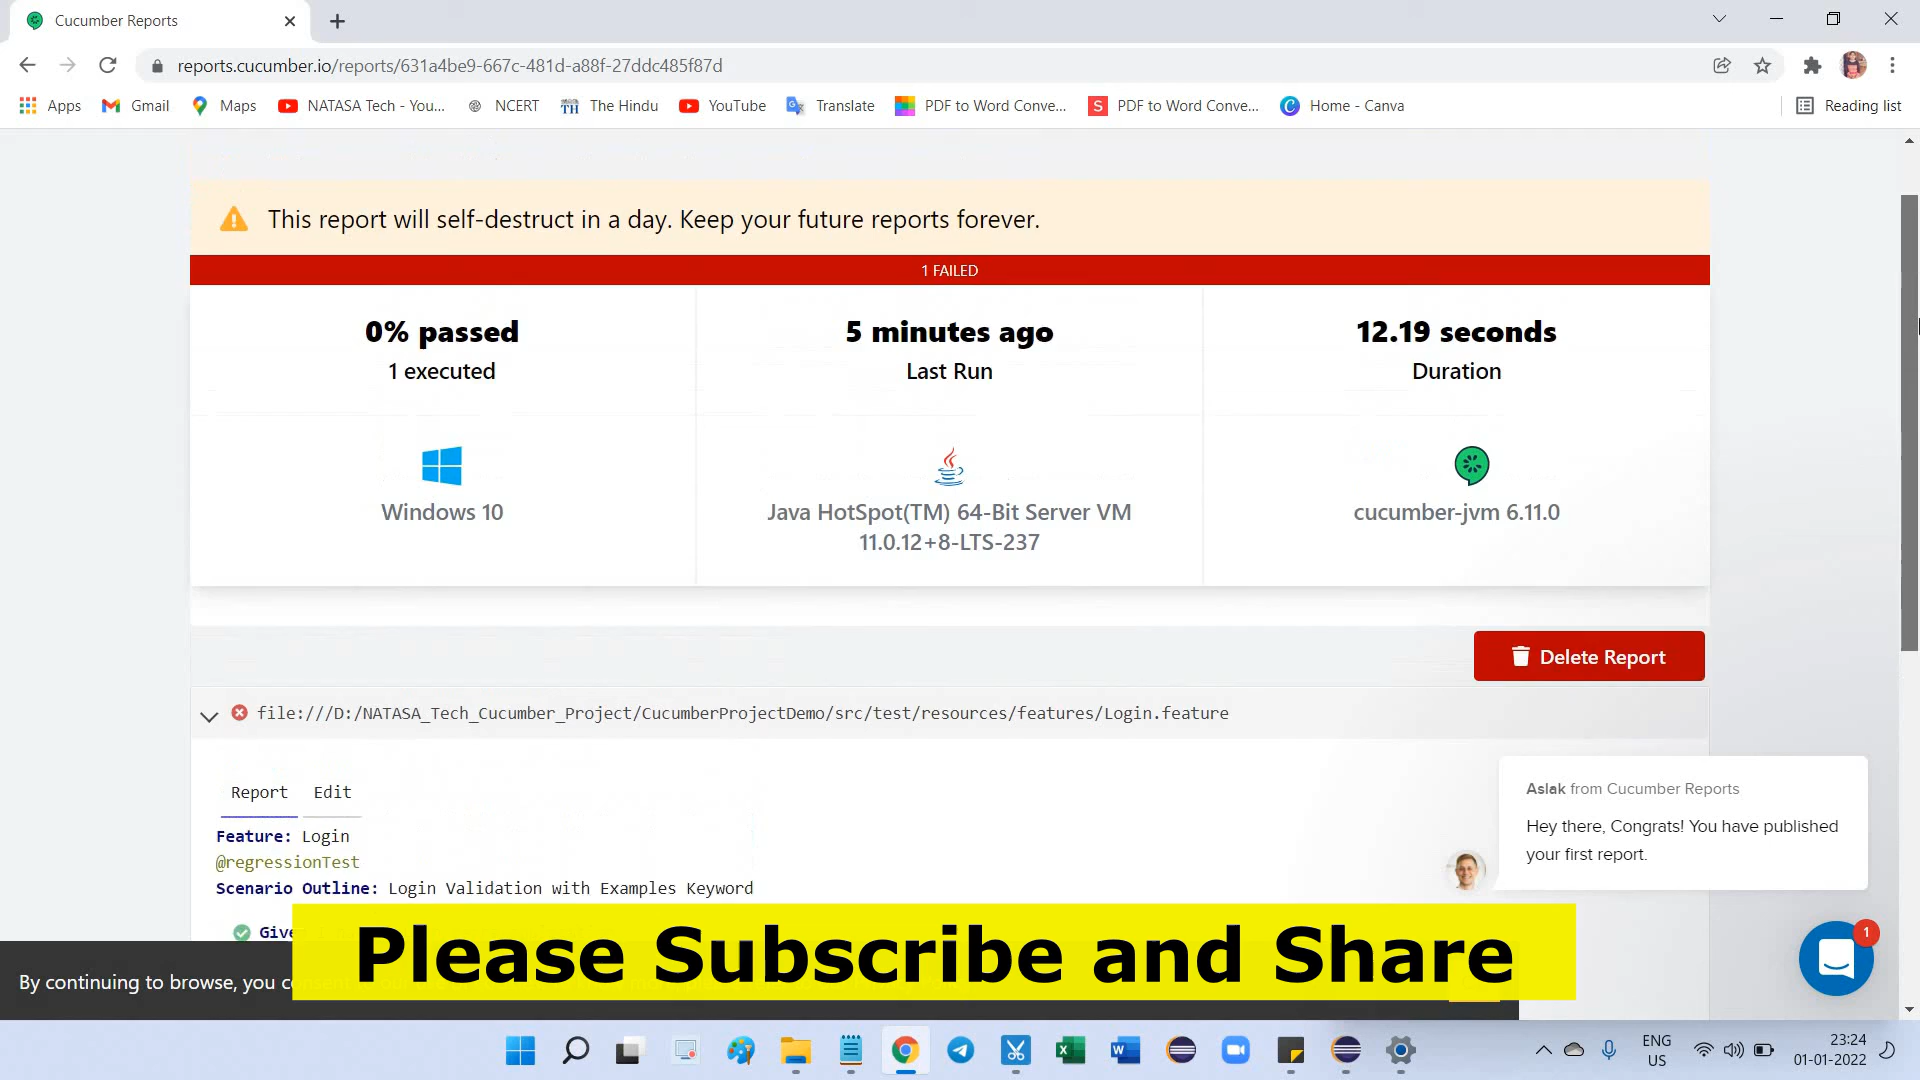 Cucumber Reports
reports.cucumber.io/reports/631a4be9-667c-481d-a88f-27ddc485f87d
Apps
Gmail
Maps
NATASA Tech - You...
NCERT
TH
The Hindu
YouTube
Translate
PDF to Word Conve...
S
PDF to Word Conve...
C
Home - Canva
Reading list
This report will self-destruct in a day. Keep your future reports forever.
1 FAILED
0% passed
1 executed
5 minutes ago
Last Run
12.19 seconds
Duration
Windows 10
Java HotSpot(TM) 64-Bit Server VM
11.0.12+8-LTS-237
cucumber-jvm 6.11.0
Delete Report
file:///D:/NATASA_Tech_Cucumber_Project/CucumberProjectDemo/src/test/resources/features/Login.feature
Report Edit
Feature: Login
@regressionTest
Scenario Outline: Login Validation with Examples Keyword
Aslak from Cucumber Reports
Hey there, Congrats! You have published
your first report.
1
Please Subscribe and Share
By continuing to browse, you
ENG
US
23:24
01-01-2022